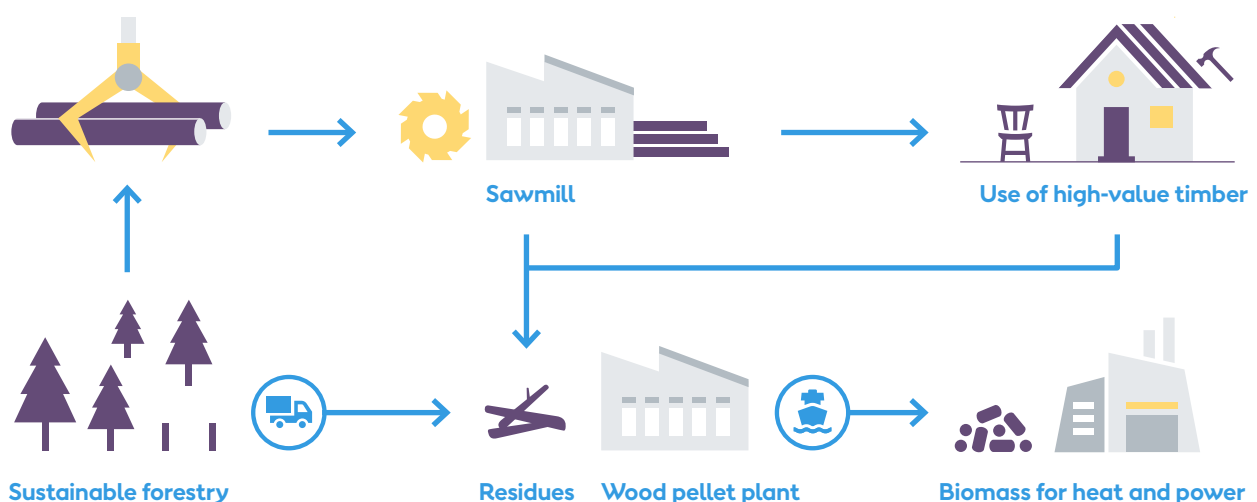 Sawmill
Use of high-value timber
Sustainable forestry
Residues
Wood pellet plant
Biomass for heat and power